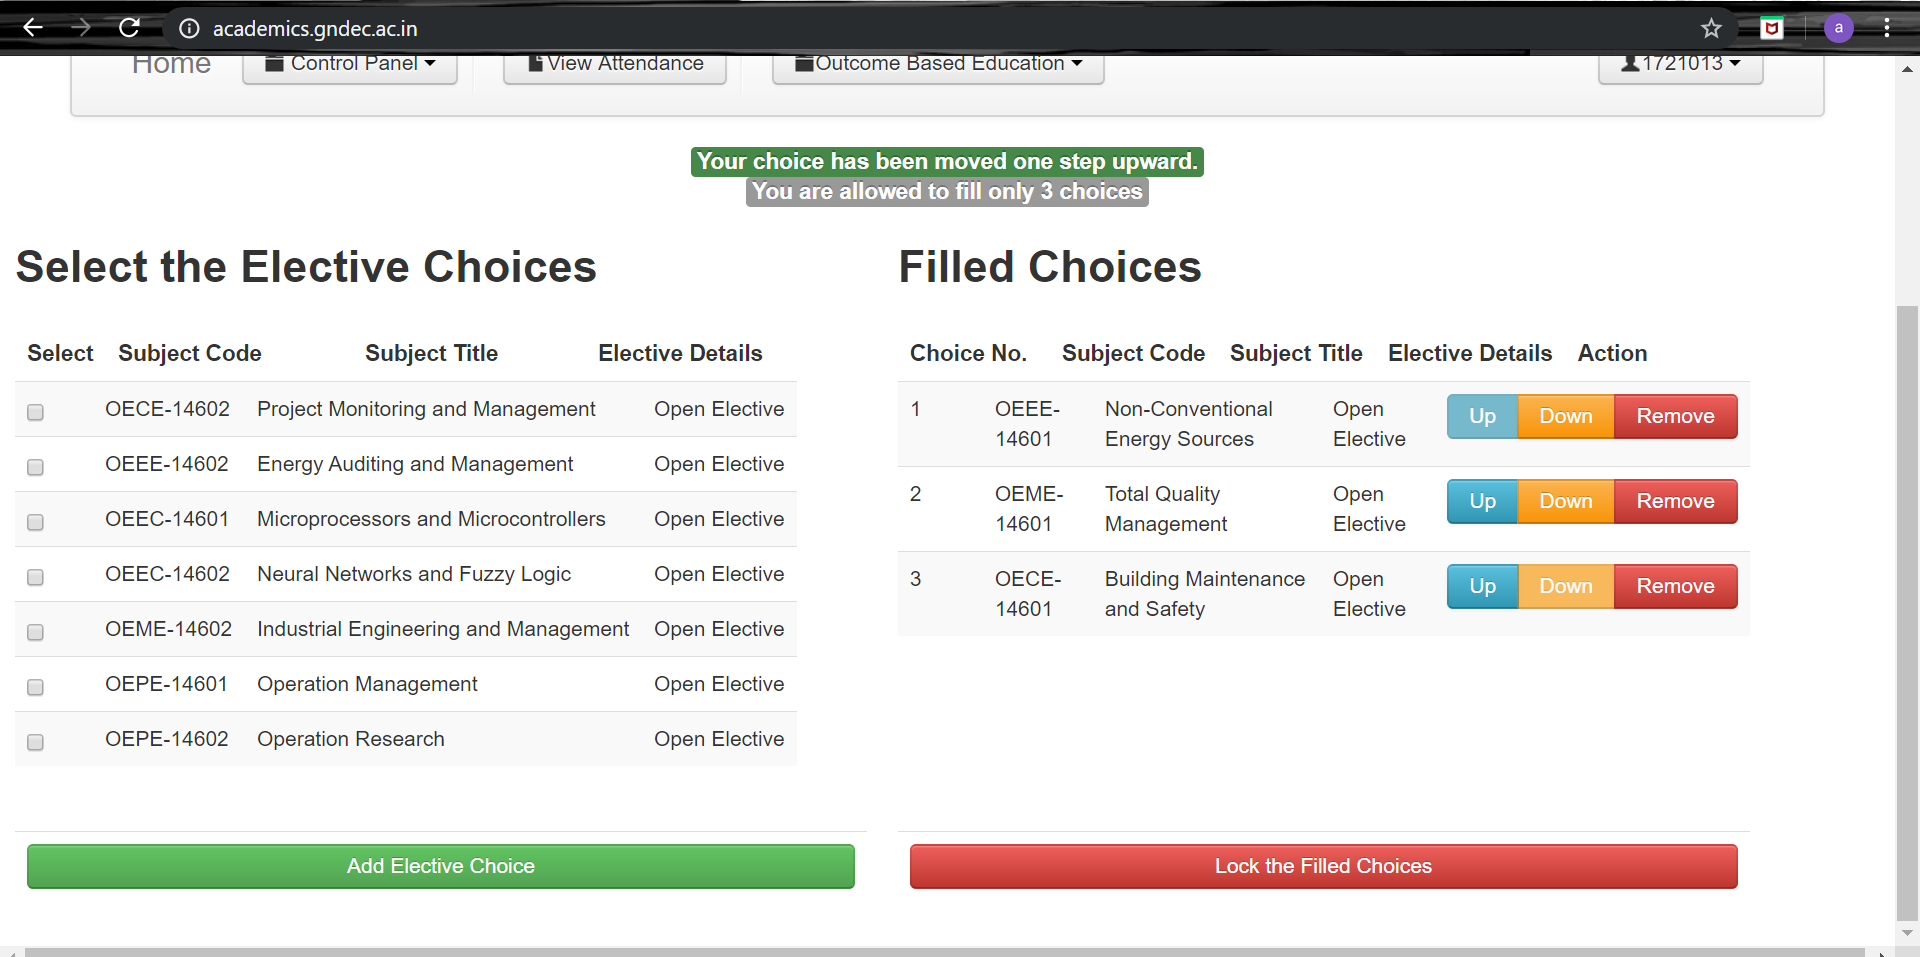 academics.gndec.ac.in
a
Home Control Panel View Attendance Outcome Based Education 1721013
Your choice has been moved one step upward.
You are allowed to fill only 3 choices
Select the Elective Choices
Select Subject Code Subject Title Elective Details
OECE-14602 Project Monitoring and Management Open Elective
OEEE-14602 Energy Auditing and Management Open Elective
OEEC-14601 Microprocessors and Microcontrollers Open Elective
OEEC-14602 Neural Networks and Fuzzy Logic Open Elective
OEME-14602 Industrial Engineering and Management Open Elective
OEPE-14601 Operation Management Open Elective
OEPE-14602 Operation Research Open Elective
Add Elective Choice
Filled Choices
Choice No. Subject Code Subject Title Elective Details Action
1 OEEE- Non-Conventional Open Up Down Remove
14601 Energy Sources Elective
2 OEME- Total Quality Open Up Down Remove
14601 Management Elective
3 OECE- Building Maintenance Open Up Down Remove
14601 and Safety Elective
Lock the Filled Choices